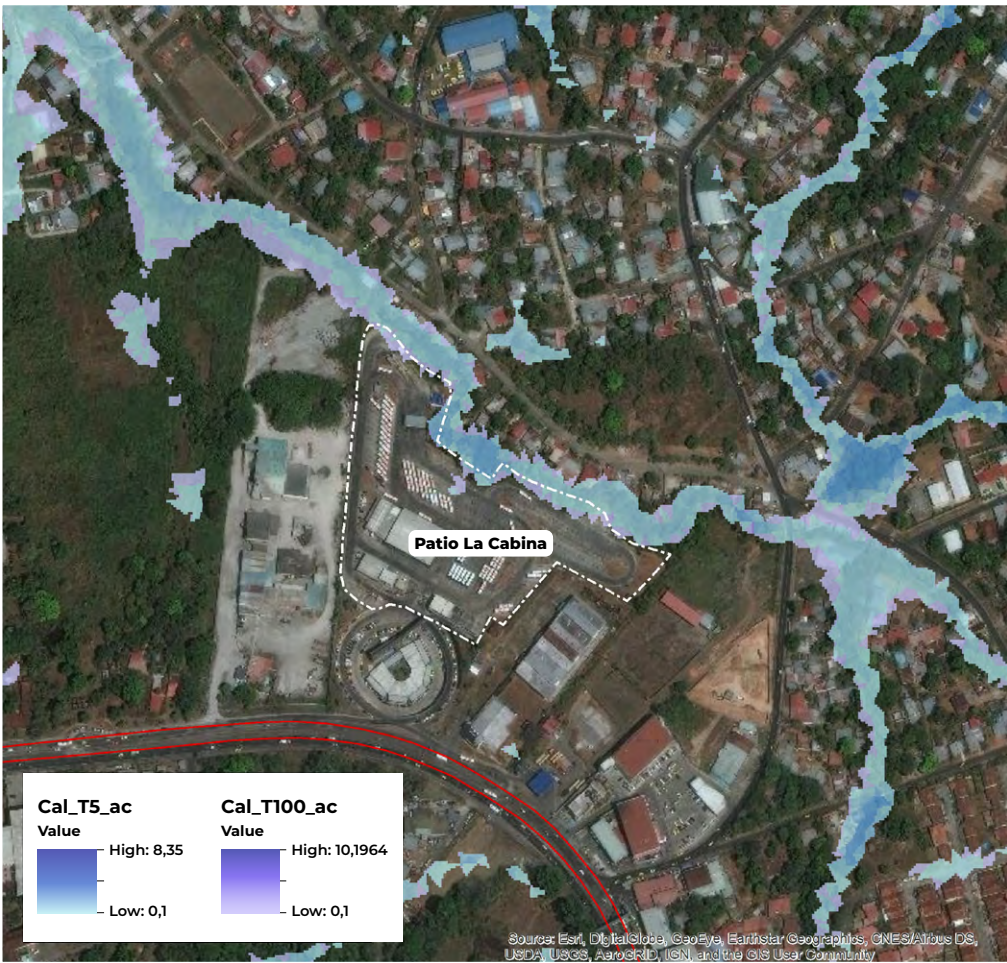 Patio La Cabina
Cal_T5_ac
Value
High: 8,35
Low: 0,1
Cal_T100_ac
Value
High: 10,1964
Low: 0,1
Source: Esri, DigitalGlobe, GeoEye, Earthstar Geographics, CNES/Airbus DS,
USDA, USGS, AeroGRID, IGN, and the GIS User Community